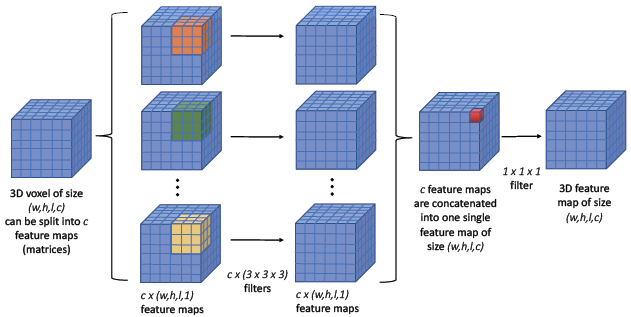 3D voxel of size
(w,h,l,c)
can be split into c
feature maps
(matrices)
c x (w,h,l,1)
feature maps
c x (3 x 3 x 3)
filters
c x (w,h,l,1)
feature maps
c feature maps
are concatenated
into one single
feature map of
size (w,h,l,c)
1 x 1 x 1
filter
3D feature
map of size
(w,h,l,c)